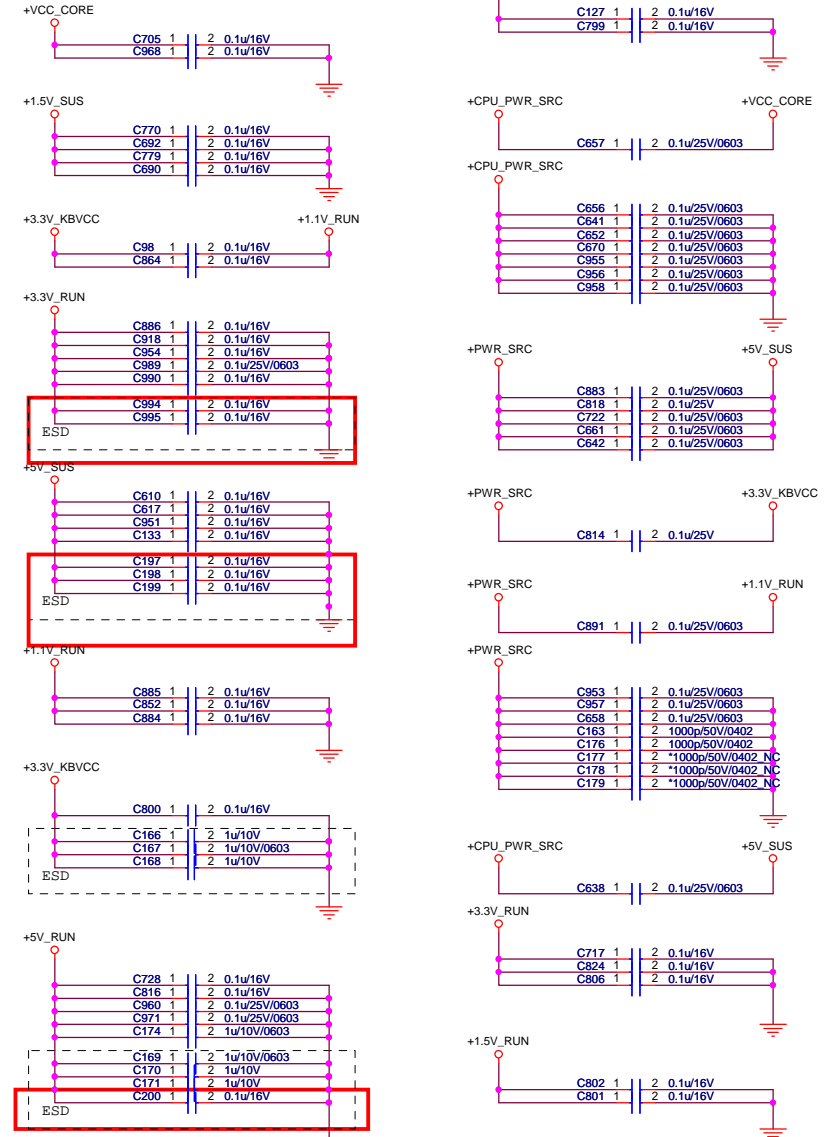 +VCC_CORE
C705 1 2 0.1u/16V
C968 1 2 0.1u/16V
+1.5V_SUS
C770 1 2 0.1u/16V
C692 1 2 0.1u/16V
C779 1 2 0.1u/16V
C690 1 2 0.1u/16V
+3.3V_KBVCC +1.1V_RUN
C98 1 2 0.1u/16V
C864 1 2 0.1u/16V
+3.3V_RUN
C886 1 2 0.1u/16V
C918 1 2 0.1u/16V
C954 1 2 0.1u/16V
C989 1 2 0.1u/25V/0603
C990 1 2 0.1u/16V
C994 1 2 0.1u/16V
C995 1 2 0.1u/16V
ESD
+5V_SUS
C610 1 2 0.1u/16V
C617 1 2 0.1u/16V
C951 1 2 0.1u/16V
C133 1 2 0.1u/16V
C197 1 2 0.1u/16V
C198 1 2 0.1u/16V
C199 1 2 0.1u/16V
ESD
+1.1V_RUN
C885 1 2 0.1u/16V
C852 1 2 0.1u/16V
C884 1 2 0.1u/16V
+3.3V_KBVCC
C800 1 2 0.1u/16V
C166 1 2 1u/10V
C167 1 2 1u/10V/0603
C168 1 2 1u/10V
ESD
+5V_RUN
C728 1 2 0.1u/16V
C816 1 2 0.1u/16V
C960 1 2 0.1u/25V/0603
C971 1 2 0.1u/25V/0603
C174 1 2 1u/10V/0603
C169 1 2 1u/10V/0603
C170 1 2 1u/10V
C171 1 2 1u/10V
C200 1 2 0.1u/16V
ESD
C127 1 2 0.1u/16V
C799 1 2 0.1u/16V
+CPU_PWR_SRC +VCC_CORE
C657 1 2 0.1u/25V/0603
+CPU_PWR_SRC
C656 1 2 0.1u/25V/0603
C641 1 2 0.1u/25V/0603
C652 1 2 0.1u/25V/0603
C670 1 2 0.1u/25V/0603
C955 1 2 0.1u/25V/0603
C956 1 2 0.1u/25V/0603
C958 1 2 0.1u/25V/0603
+PWR_SRC +5V_SUS
C883 1 2 0.1u/25V/0603
C818 1 2 0.1u/25V
C722 1 2 0.1u/25V/0603
C661 1 2 0.1u/25V/0603
C642 1 2 0.1u/25V/0603
+PWR_SRC +3.3V_KBVCC
C814 1 2 0.1u/25V
+PWR_SRC +1.1V_RUN
C891 1 2 0.1u/25V/0603
+PWR_SRC
C953 1 2 0.1u/25V/0603
C957 1 2 0.1u/25V/0603
C658 1 2 0.1u/25V/0603
C163 1 2 1000p/50V/0402
C176 1 2 1000p/50V/0402
C177 1 2 *1000p/50V/0402_NC
C178 1 2 *1000p/50V/0402_NC
C179 1 2 *1000p/50V/0402_NC
+CPU_PWR_SRC +5V_SUS
C638 1 2 0.1u/25V/0603
+3.3V_RUN
C717 1 2 0.1u/16V
C824 1 2 0.1u/16V
C806 1 2 0.1u/16V
+1.5V_RUN
C802 1 2 0.1u/16V
C801 1 2 0.1u/16V